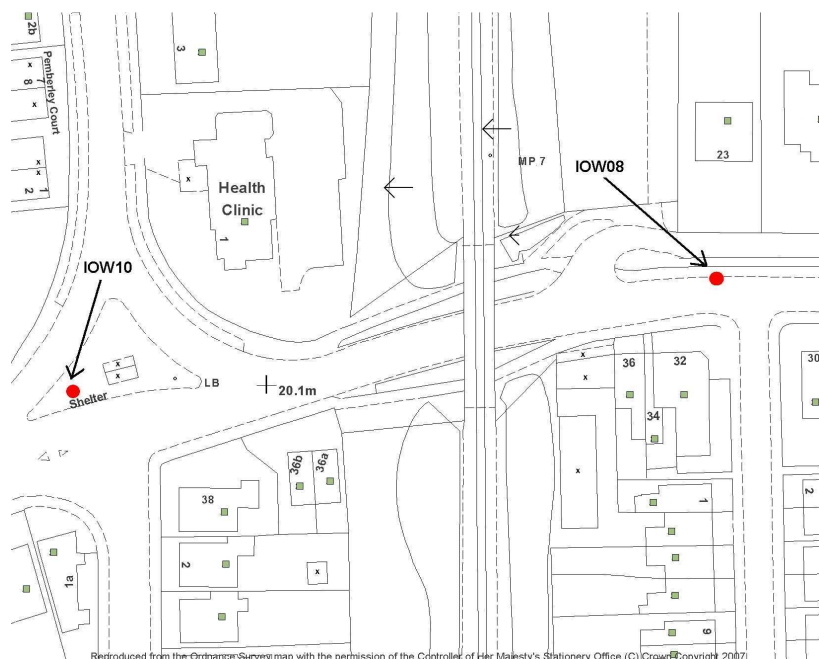 2b
3
Pemberley Court
7
8
1
2
Health
Clinic
1
MP 7
IOW08
23
IOW10
Shelter
LB
20.1m
36
32
34
30
36b
36a
38
2
1a
1
2
9
Reproduced from the Ordnance Survey map with the permission of the Controller of Her Majesty's Stationery Office (C) Crown Copyright 2007